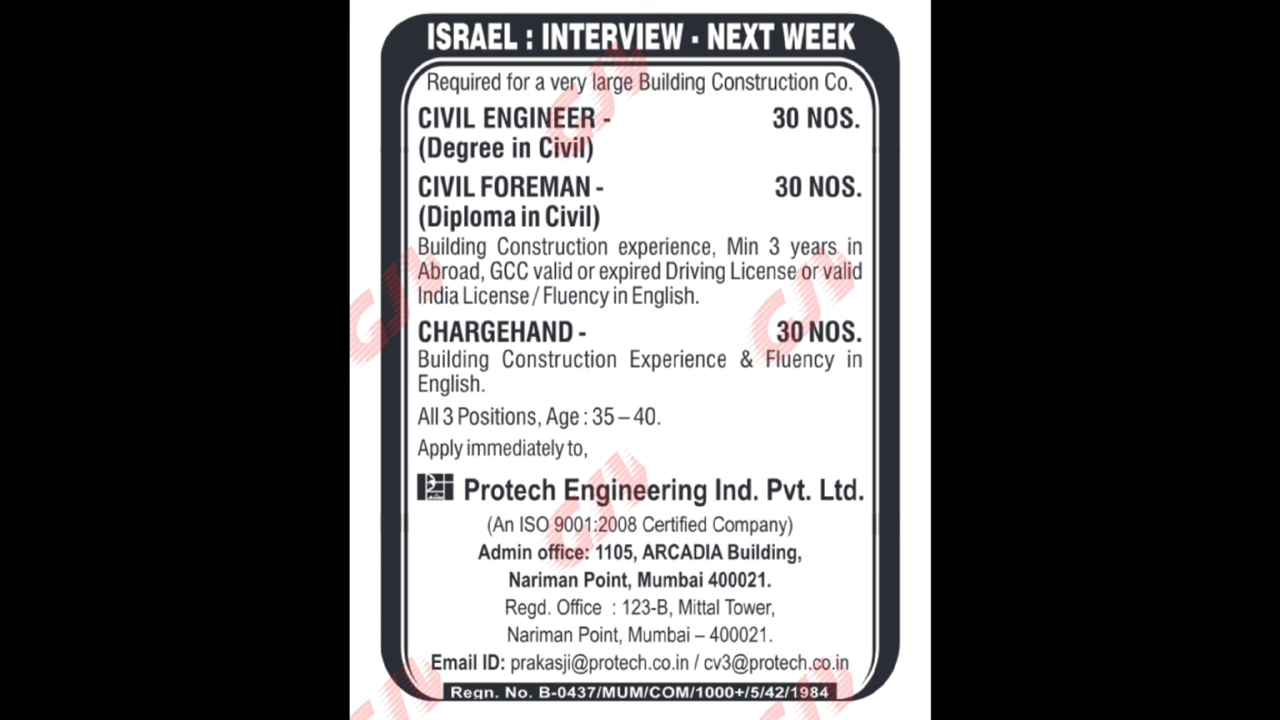 ISRAEL : INTERVIEW - NEXT WEEK
Required for a very large Building Construction Co.
CIVIL ENGINEER - 30 NOS.
(Degree in Civil)
CIVIL FOREMAN - 30 NOS.
(Diploma in Civil)
Building Construction experience, Min 3 years in
Abroad, GCC valid or expired Driving License or valid
India License / Fluency in English.
CHARGEHAND - 30 NOS.
Building Construction Experience & Fluency in
English.
All 3 Positions, Age : 35 – 40.
Apply immediately to,
Protech Engineering Ind. Pvt. Ltd.
(An ISO 9001:2008 Certified Company)
Admin office: 1105, ARCADIA Building,
Nariman Point, Mumbai 400021.
Regd. Office : 123-B, Mittal Tower,
Nariman Point, Mumbai – 400021.
Email ID: prakasji@protech.co.in / cv3@protech.co.in
Regn. No. B-0437/MUM/COM/1000+/5/42/1984